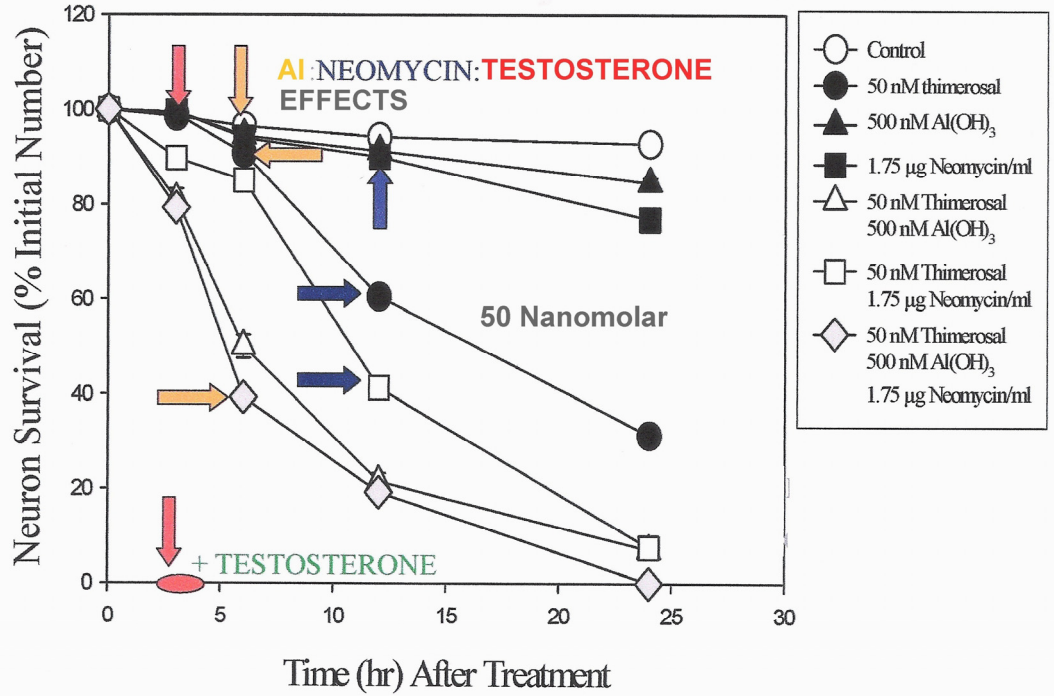 120
100
80
60
40
20
0
Neuron Survival (% Initial Number)
Al:NEOMYCIN:TESTOSTERONE
EFFECTS
50 Nanomolar
+ TESTOSTERONE
0
5
10
15
20
25
30
Time (hr) After Treatment
Control
50 nM thimerosal
500 nM Al(OH)₃
1.75 µg Neomycin/ml
50 nM Thimerosal
500 nM Al(OH)₃
50 nM Thimerosal
1.75 µg Neomycin/ml
50 nM Thimerosal
500 nM Al(OH)₃
1.75 µg Neomycin/ml